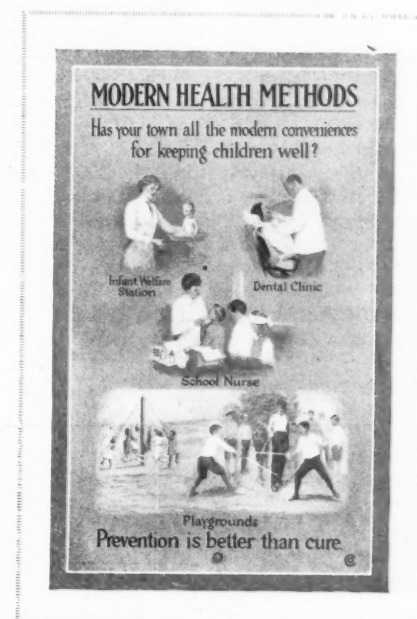 MODERN HEALTH METHODS
Has your town all the modern conveniences
for keeping children well?
Infant Welfare
Station
Dental Clinic
School Nurse
Playgrounds
Prevention is better than cure.